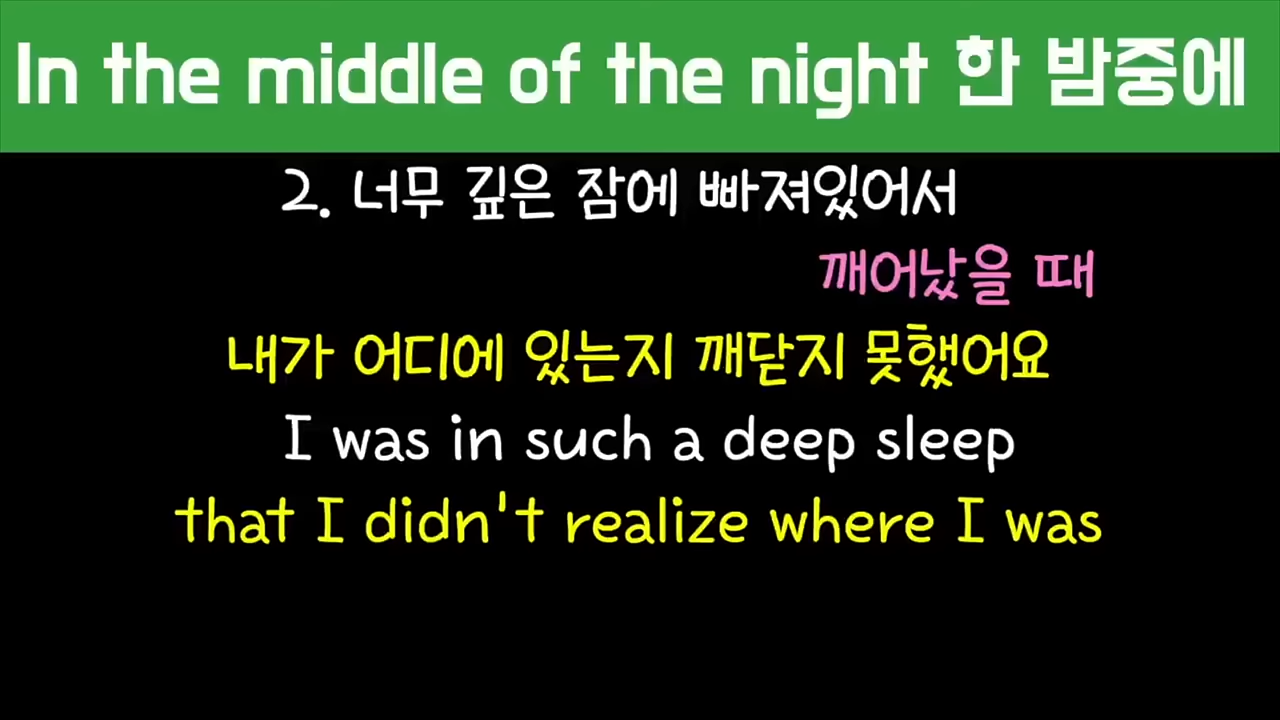 In the middle of the night 한 밤중에
2. 너무 깊은 잠에 빠져있어서
깨어났을 때
내가 어디에 있는지 깨닫지 못했어요
I was in such a deep sleep
that I didn't realize where I was